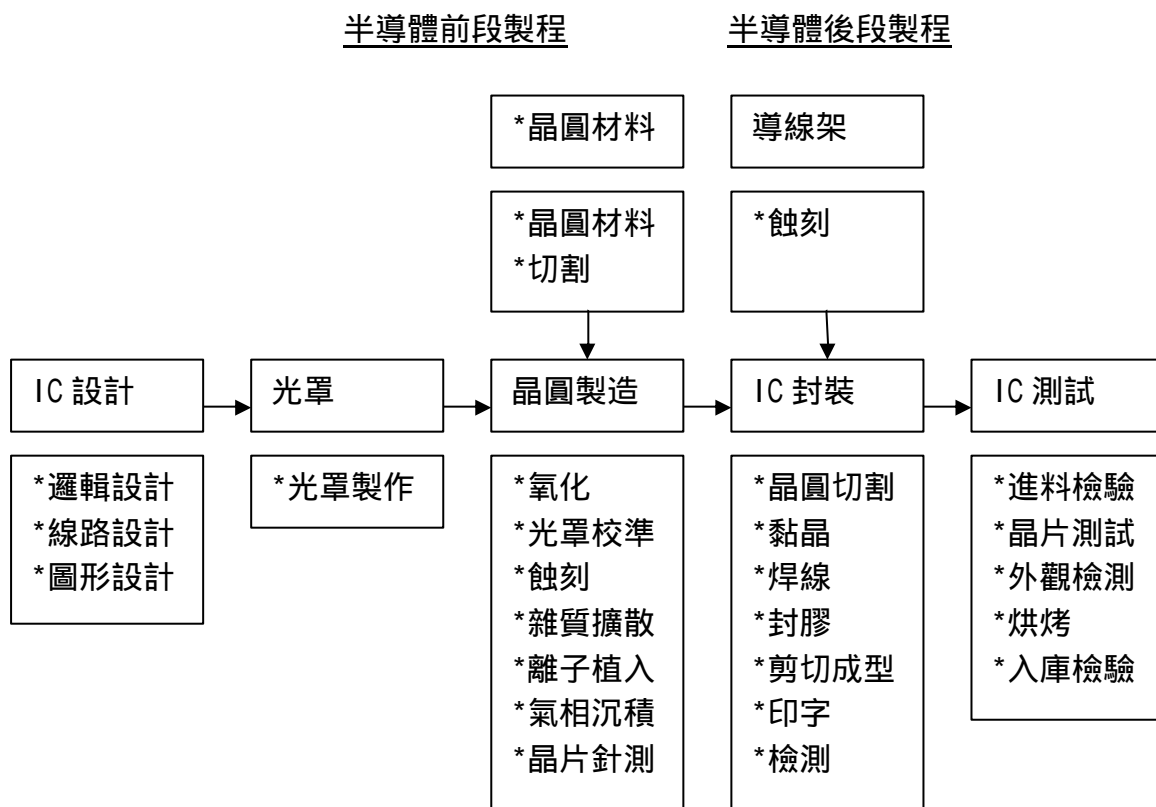 半導體前段製程
半導體後段製程
*晶圓材料
導線架
*晶圓材料
*切割
*蝕刻
IC 設計
光罩
晶圓製造
IC 封裝
IC 測試
*邏輯設計
*線路設計
*圖形設計
*光罩製作
*氧化
*光罩校準
*蝕刻
*雜質擴散
*離子植入
*氣相沉積
*晶片針測
*晶圓切割
*黏晶
*焊線
*封膠
*剪切成型
*印字
*檢測
*進料檢驗
*晶片測試
*外觀檢測
*烘烤
*入庫檢驗